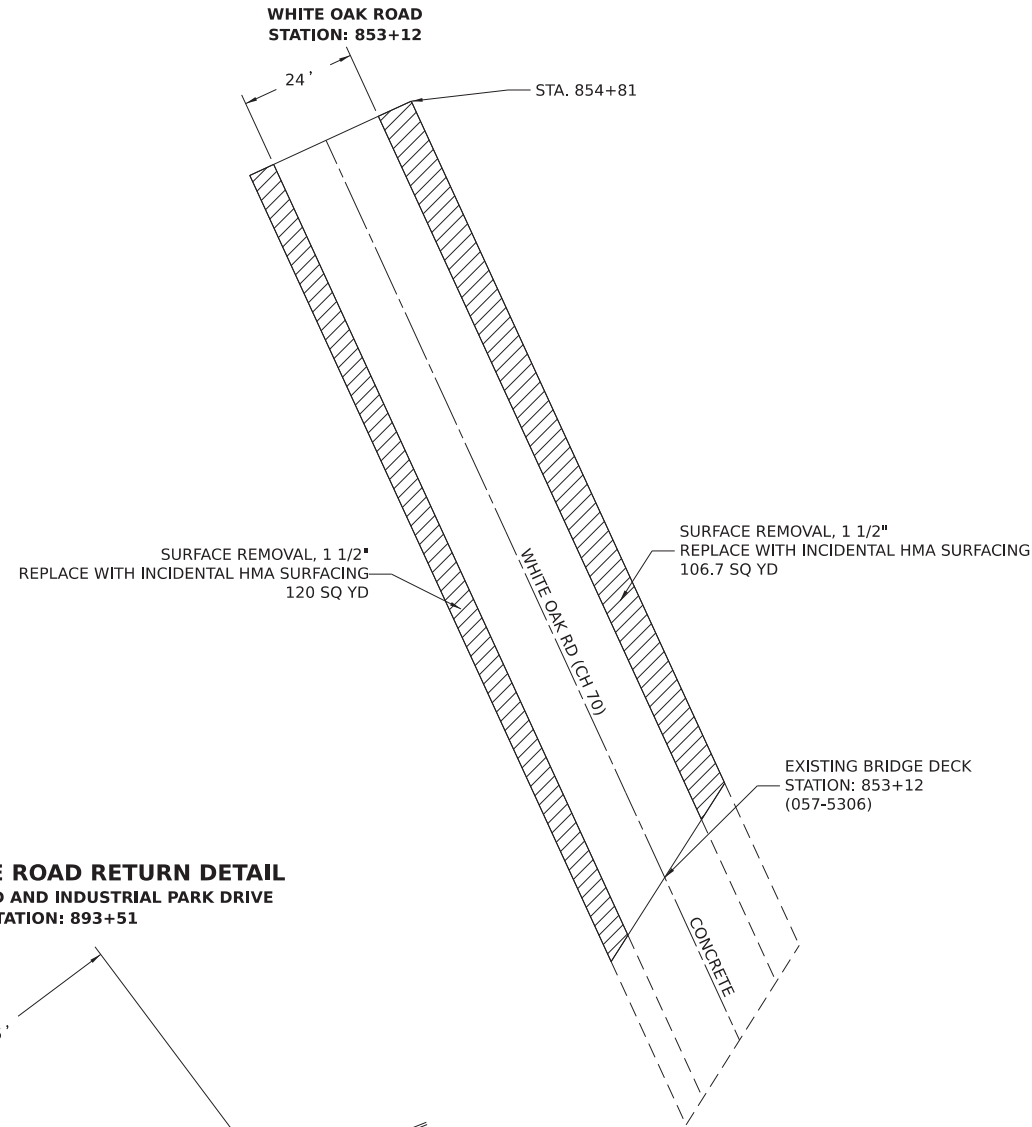 WHITE OAK ROAD
STATION: 853+12
24'
STA. 854+81
SURFACE REMOVAL, 1 1/2"
REPLACE WITH INCIDENTAL HMA SURFACING
120 SQ YD
SURFACE REMOVAL, 1 1/2"
REPLACE WITH INCIDENTAL HMA SURFACING
106.7 SQ YD
WHITE OAK RD (CH 70)
EXISTING BRIDGE DECK
STATION: 853+12
(057-5306)
CONCRETE
ROAD RETURN DETAIL
AND INDUSTRIAL PARK DRIVE
STATION: 893+51